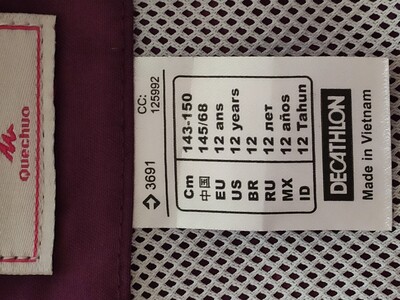 Quechua
3691
CC:
125992
Cm 143-150
中国 145/68
EU 12 ans
US 12 years
BR 12
RU 12 лет
MX 12 años
ID 12 Tahun
DECATHLON
Made in Vietnam